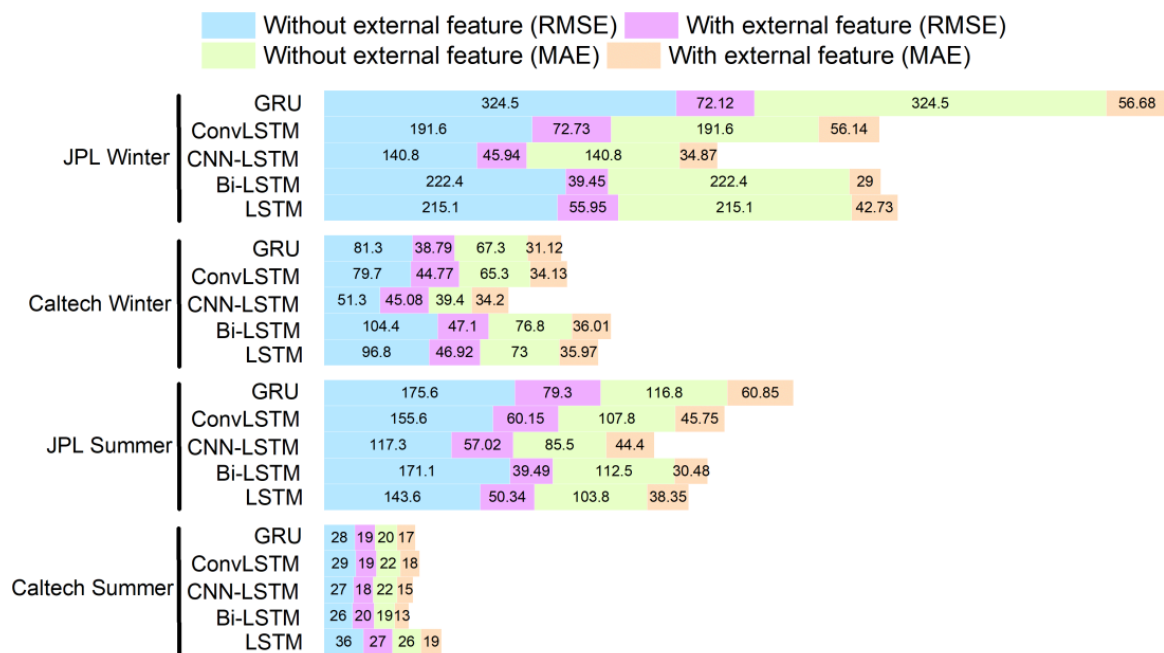 Without external feature (RMSE) With external feature (RMSE)
Without external feature (MAE) With external feature (MAE)
JPL Winter
GRU 324.5 72.12 324.5 56.68
ConvLSTM 191.6 72.73 191.6 56.14
CNN-LSTM 140.8 45.94 140.8 34.87
Bi-LSTM 222.4 39.45 222.4 29
LSTM 215.1 55.95 215.1 42.73
Caltech Winter
GRU 81.3 38.79 67.3 31.12
ConvLSTM 79.7 44.77 65.3 34.13
CNN-LSTM 51.3 45.08 39.4 34.2
Bi-LSTM 104.4 47.1 76.8 36.01
LSTM 96.8 46.92 73 35.97
JPL Summer
GRU 175.6 79.3 116.8 60.85
ConvLSTM 155.6 60.15 107.8 45.75
CNN-LSTM 117.3 57.02 85.5 44.4
Bi-LSTM 171.1 39.49 112.5 30.48
LSTM 143.6 50.34 103.8 38.35
Caltech Summer
GRU 28 19 20 17
ConvLSTM 29 19 22 18
CNN-LSTM 27 18 22 15
Bi-LSTM 26 20 19 13
LSTM 36 27 26 19